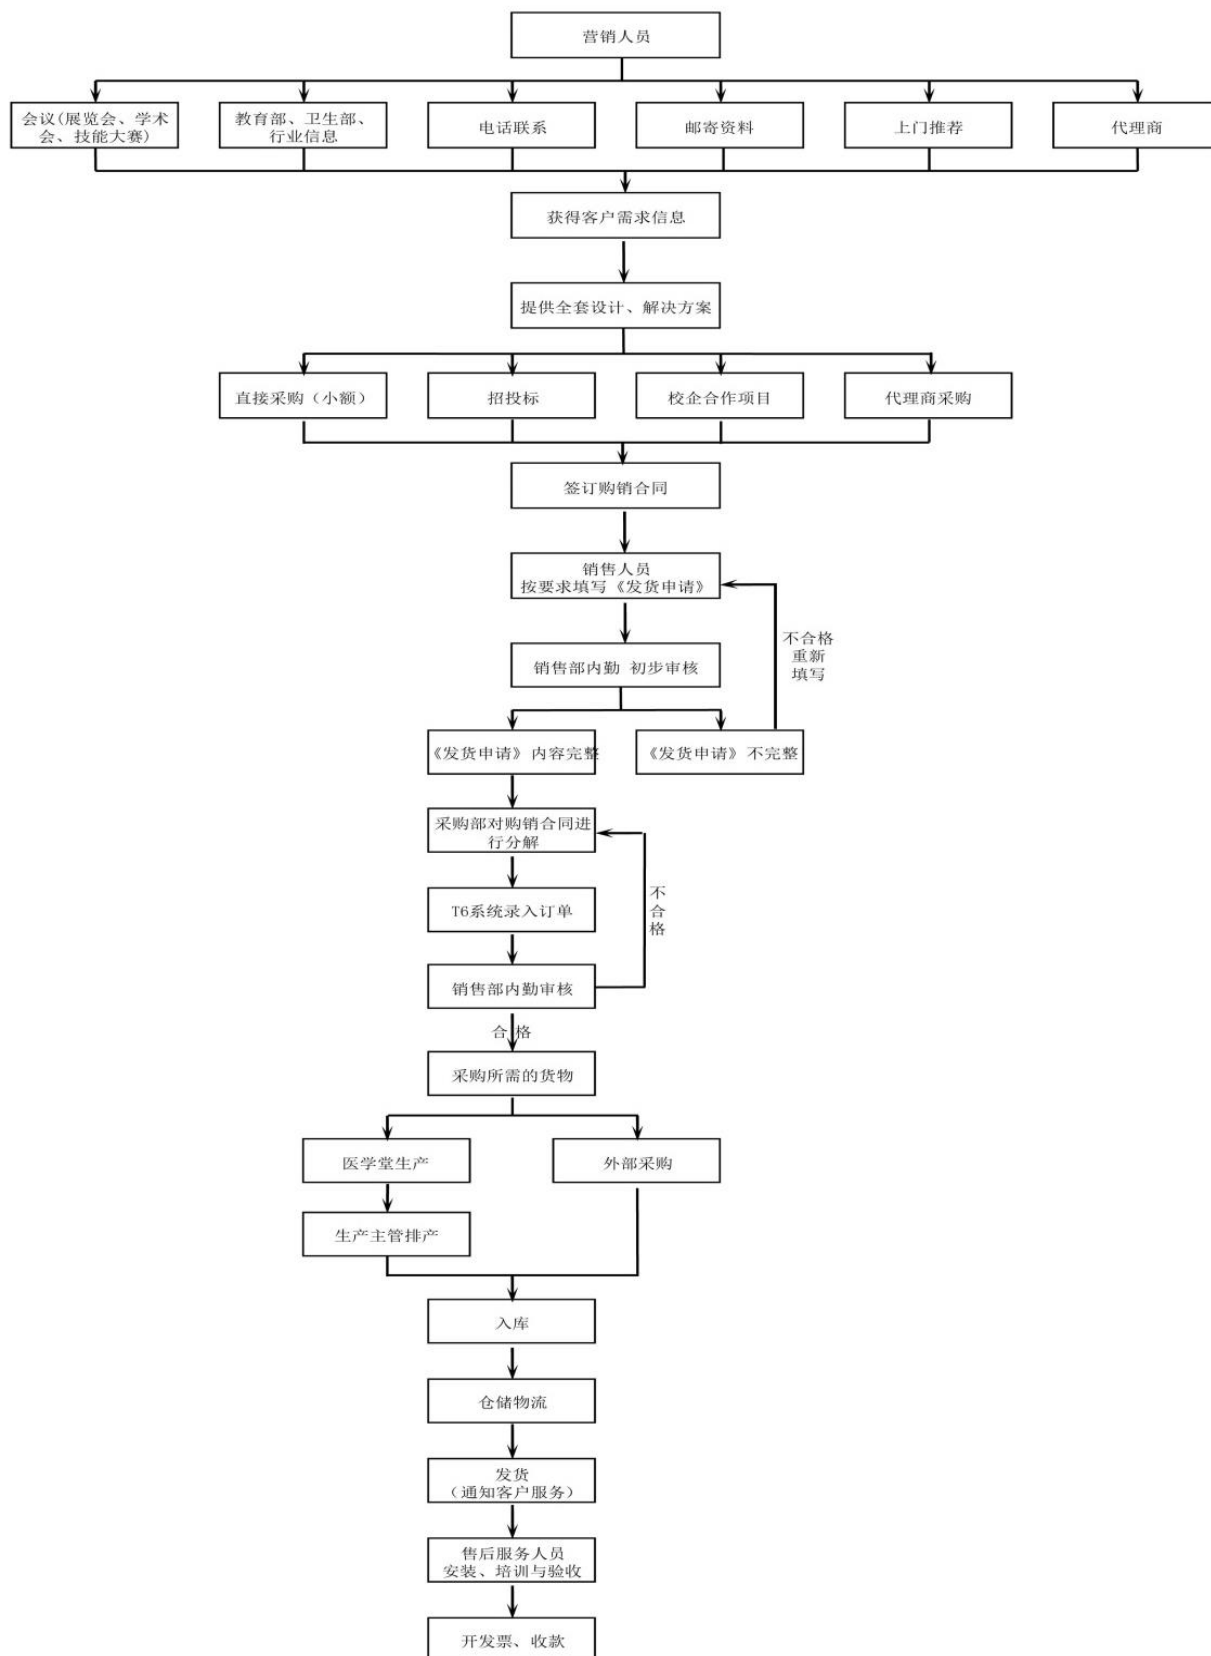 营销人员
会议(展览会、学术
会、技能大赛)
教育部、卫生部、
行业信息
电话联系
邮寄资料
上门推荐
代理商
获得客户需求信息
提供全套设计、解决方案
直接采购（小额）
招投标
校企合作项目
代理商采购
签订购销合同
销售人员
按要求填写《发货申请》
不合格
重新
填写
销售部内勤 初步审核
《发货申请》内容完整
《发货申请》不完整
采购部对购销合同进
行分解
不
合
格
T6系统录入订单
销售部内勤审核
合格
采购所需的货物
医学堂生产
外部采购
生产主管排产
入库
仓储物流
发货
（通知客户服务）
售后服务人员
安装、培训与验收
开发票、收款